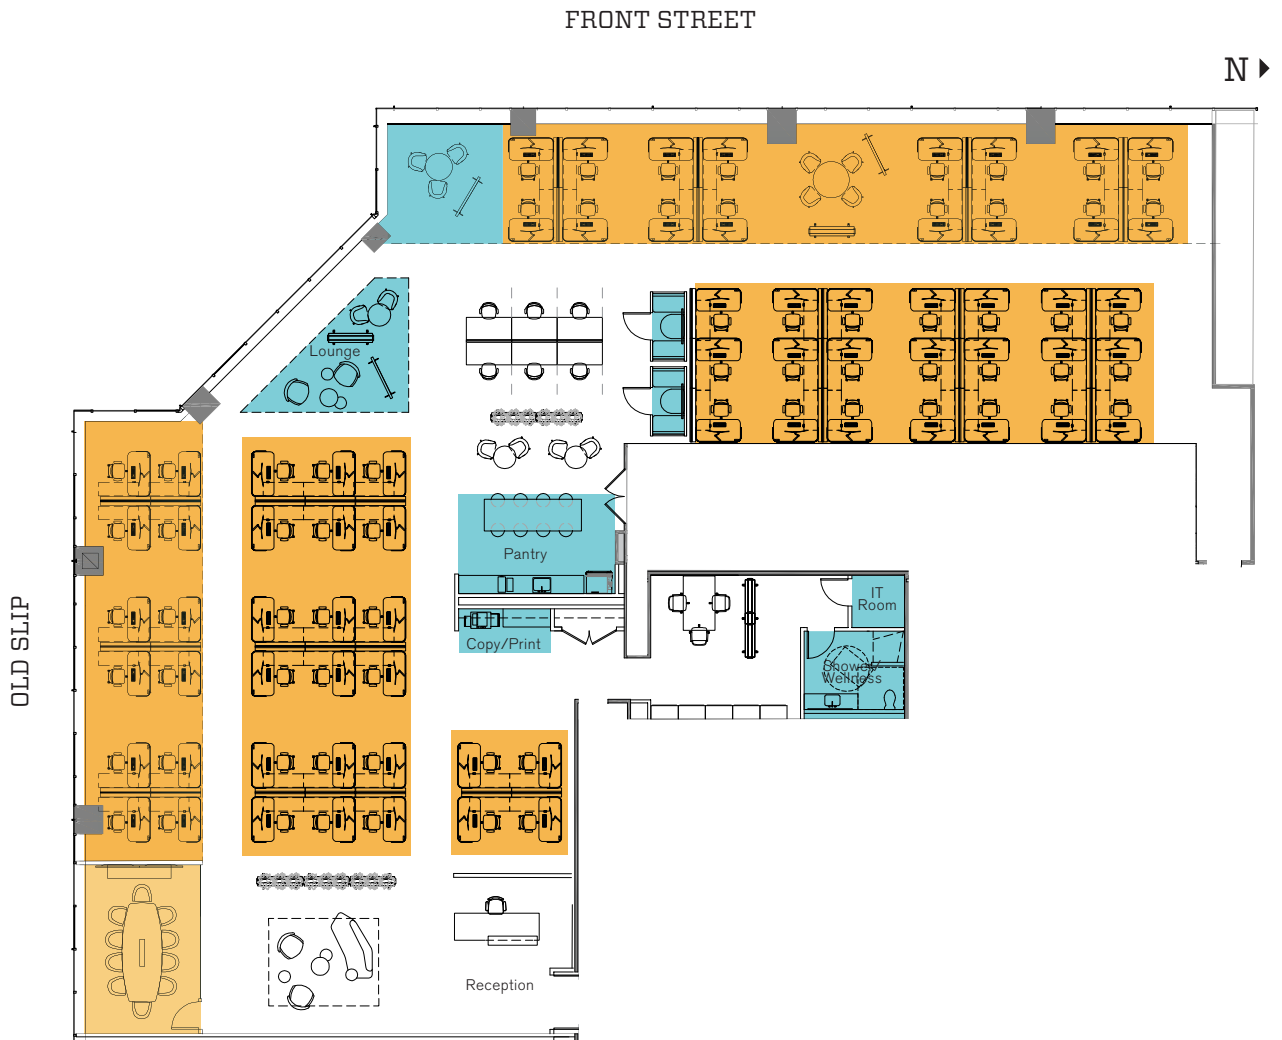 FRONT STREET
N
Lounge
Pantry
OLD SLIP
IT
Room
Copy/Print
Shower/
Wellness
Reception